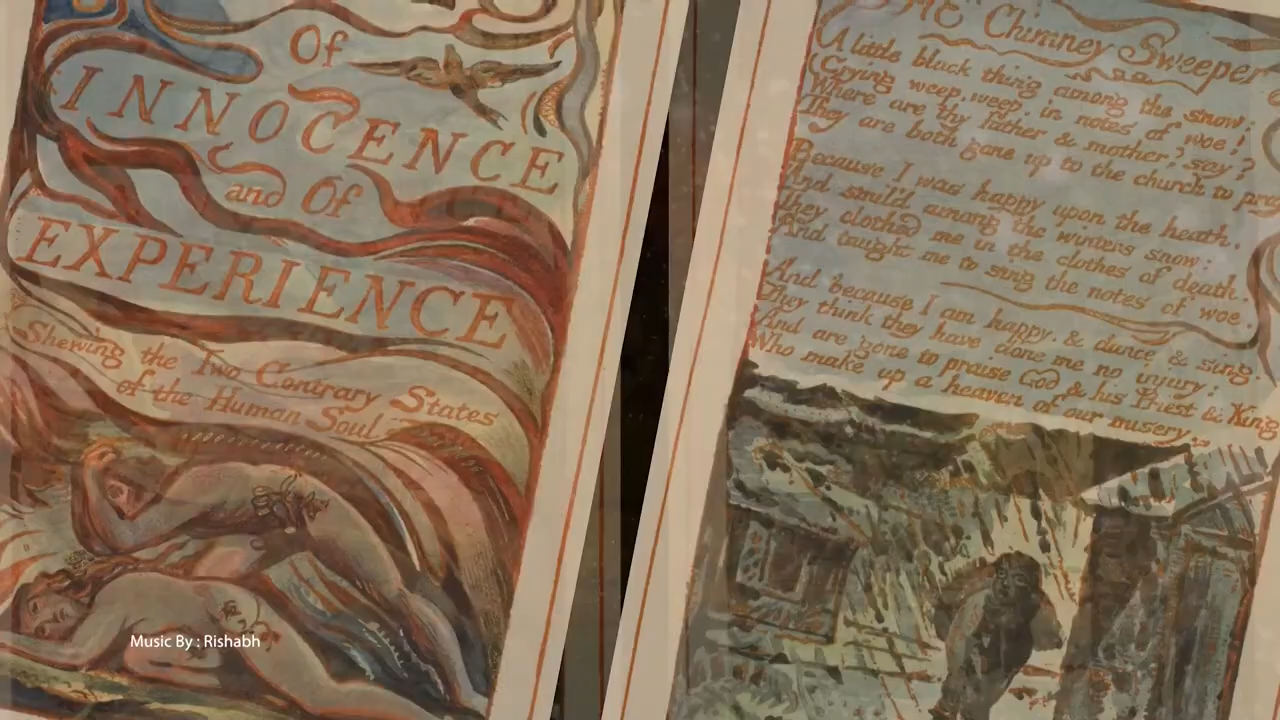 Of
INNOCENCE
and Of
EXPERIENCE
Shewing the Two Contrary States
of the Human Soul
Chimney Sweeper
A little black thing among the snow:
Crying weep, weep, in notes of woe!
Where are thy father & mother? say?
They are both gone up to the church to pray
Because I was happy upon the heath.
And smil'd among the winters snow:
They clothed me in the clothes of death.
And taught me to sing the notes of woe.
And because I am happy, & dance & sing.
They think they have done me no injury:
And are gone to praise God & his Priest & King
Who make up a heaven of our misery.
Music By : Rishabh